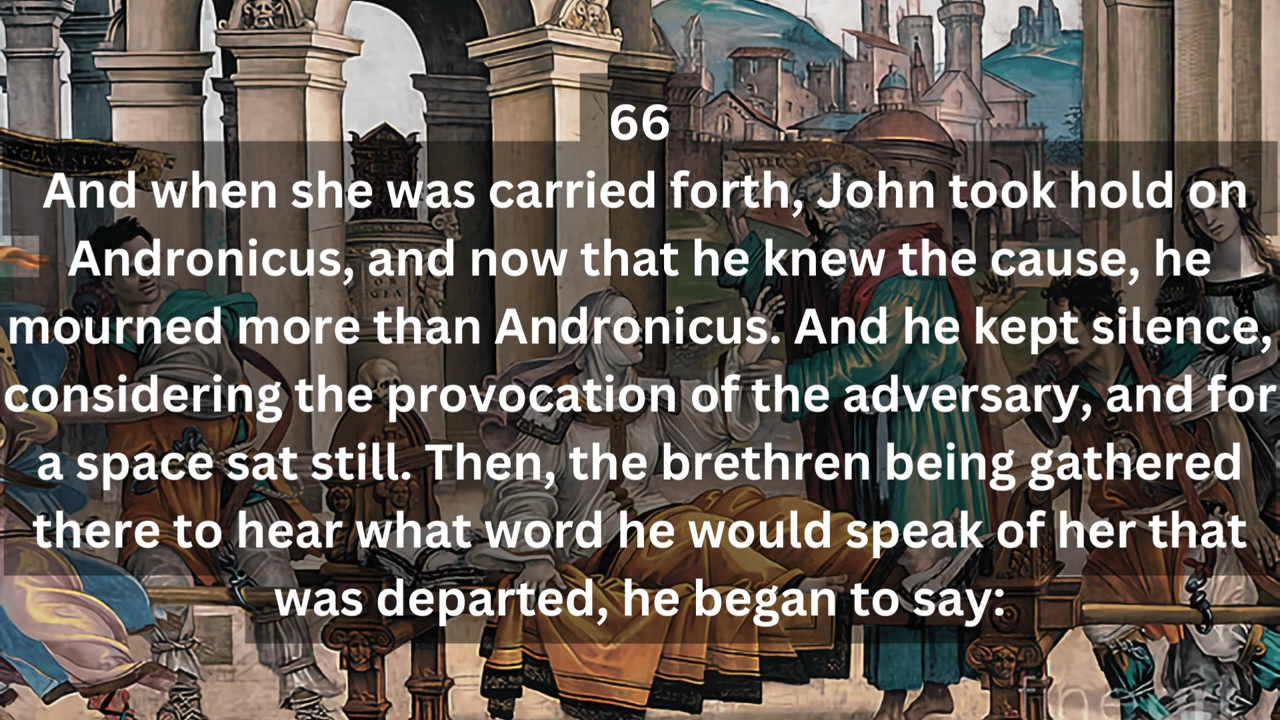 66
And when she was carried forth, John took hold on
Andronicus, and now that he knew the cause, he
mourned more than Andronicus. And he kept silence,
considering the provocation of the adversary, and for
a space sat still. Then, the brethren being gathered
there to hear what word he would speak of her that
was departed, he began to say: